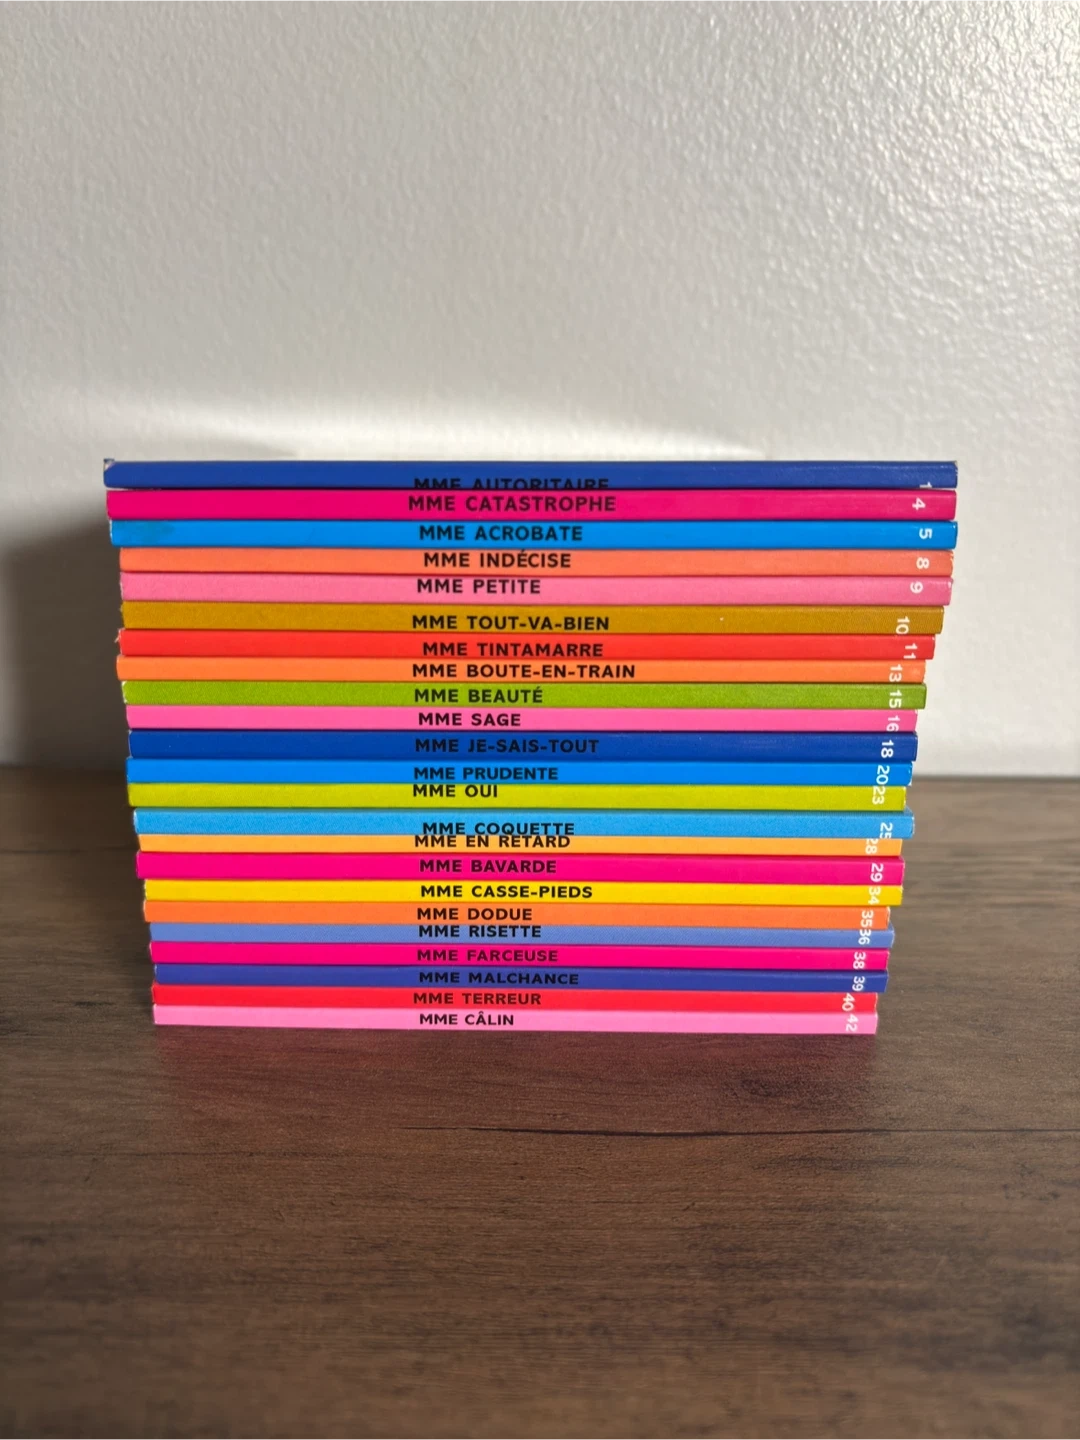 MME AUTORITAIRE 1
MME CATASTROPHE 4
MME ACROBATE 5
MME INDÉCISE 8
MME PETITE 9
MME TOUT-VA-BIEN 10
MME TINTAMARRE 11
MME BOUTE-EN-TRAIN 13
MME BEAUTÉ 15
MME SAGE 16
MME JE-SAIS-TOUT 18
MME PRUDENTE 20
MME OUI 23
MME COQUETTE 25
MME EN RETARD 28
MME BAVARDE 29
MME CASSE-PIEDS 34
MME DODUE 35
MME RISETTE 36
MME FARCEUSE 38
MME MALCHANCE 39
MME TERREUR 40
MME CÂLIN 42